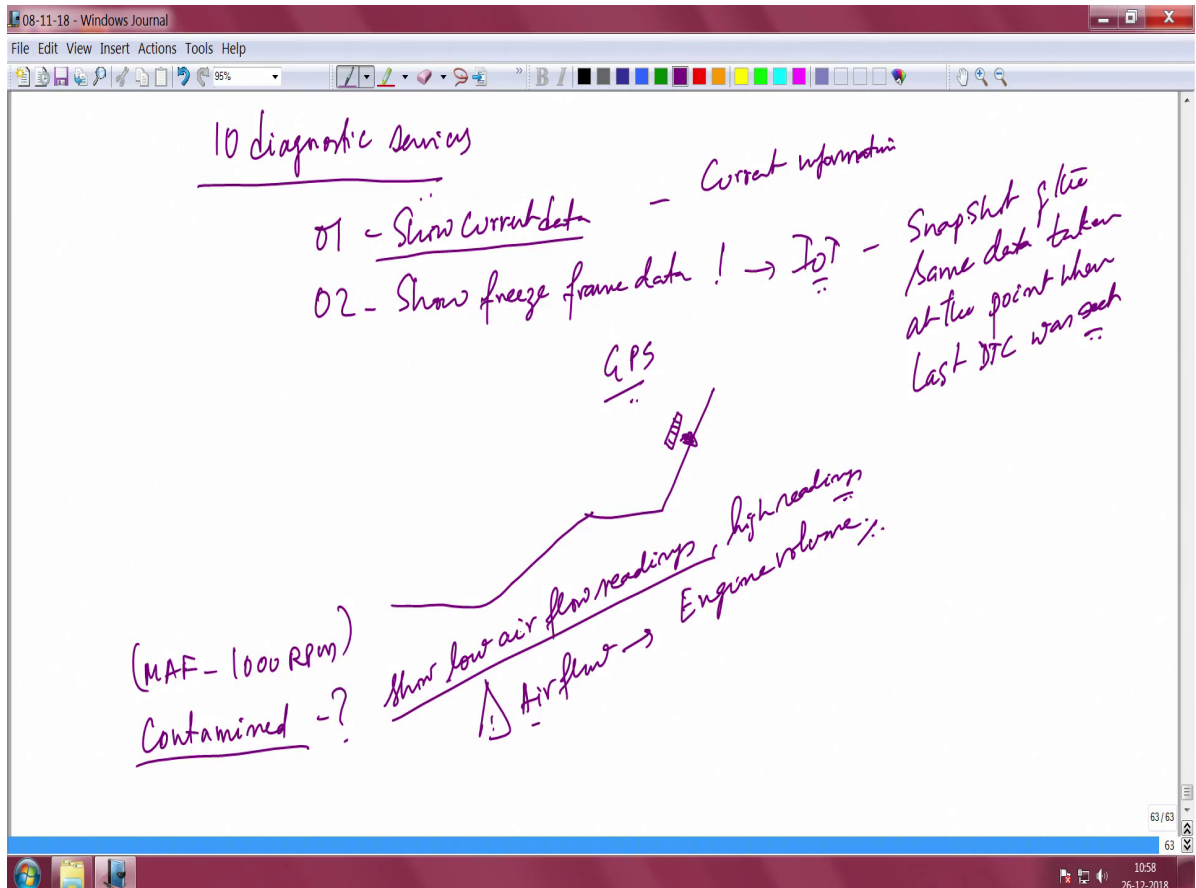 08-11-18 - Windows Journal
File Edit View Insert Actions Tools Help
95%
B I
10 diagnostic services
01 - Show current data - Current information
02 - Show freeze frame data ! → IoT - Snapshot of the
same data taken
at the point when
last DTC was set
GPS
(MAF - 1000 RPM)
Contamined - ? Show low air flow readings, high readings
! Airflow → Engine volume
63 / 63
63
10:58
26-12-2018